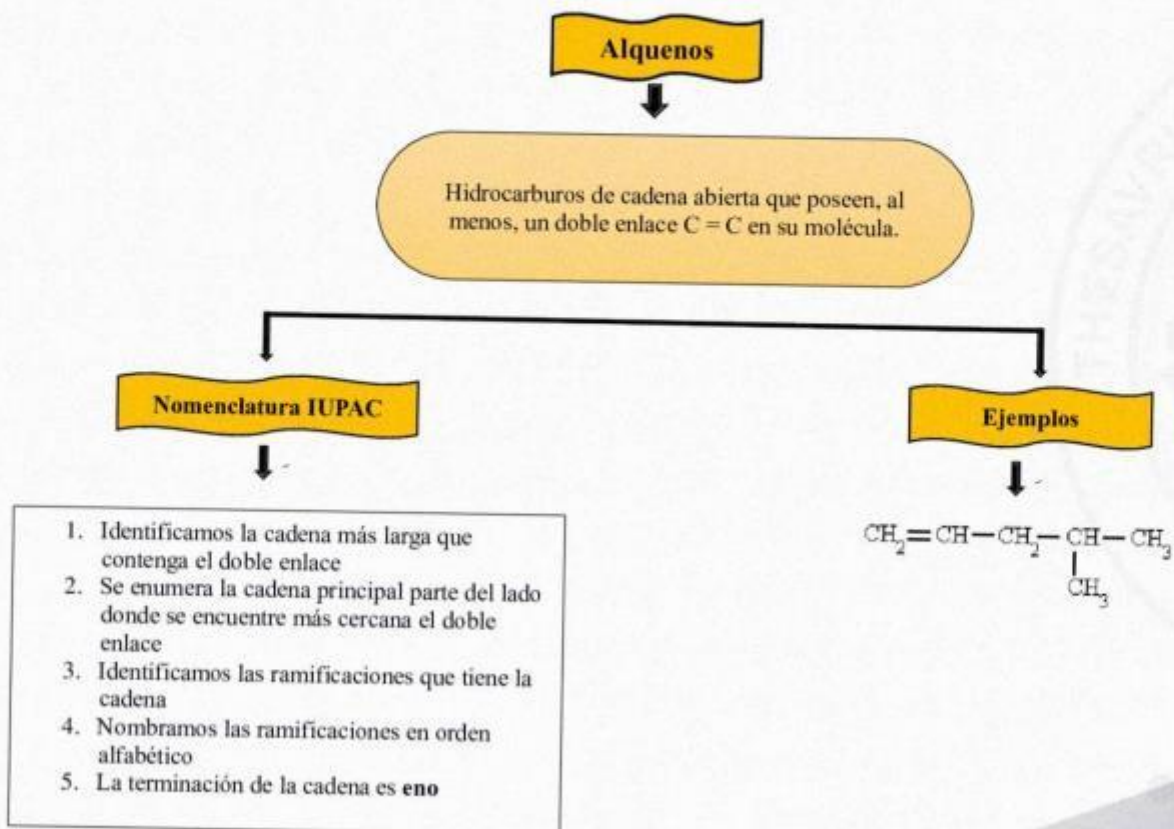 Alquenos
Hidrocarburos de cadena abierta que poseen, al
menos, un doble enlace C = C en su molécula.
Nomenclatura IUPAC
Ejemplos
1. Identificamos la cadena más larga que
contenga el doble enlace
2. Se enumera la cadena principal parte del lado
donde se encuentre más cercana el doble
enlace
3. Identificamos las ramificaciones que tiene la
cadena
4. Nombramos las ramificaciones en orden
alfabético
5. La terminación de la cadena es eno
CH₂=CH—CH₂—CH—CH₃
CH₃